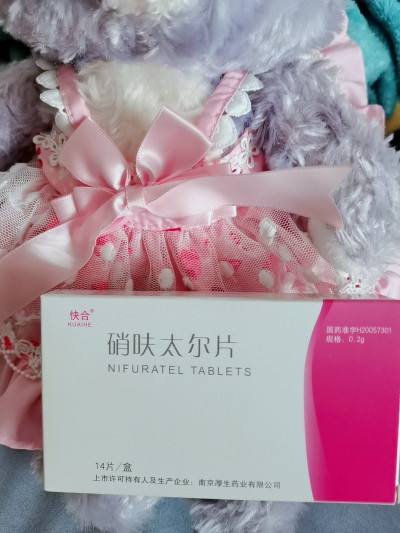 快合®
KUAIHE
硝呋太尔片
NIFURATEL TABLETS
国药准字H20057301
规格：0.2g
14片/盒
上市许可持有人及生产企业：南京厚生药业有限公司